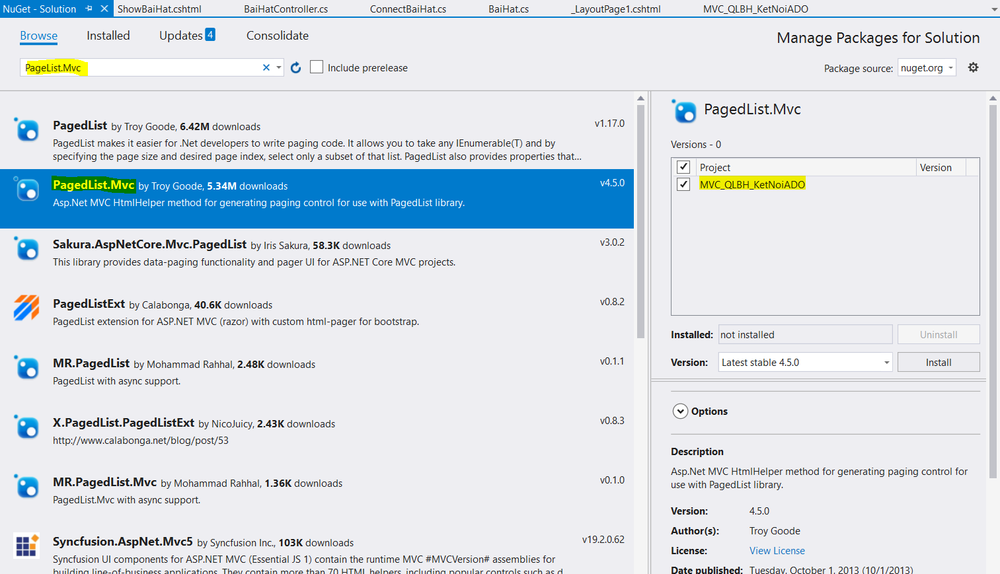 NuGet - Solution
ShowBaiHat.cshtml
BaiHatController.cs
ConnectBaiHat.cs
BaiHat.cs
_LayoutPage1.cshtml
MVC_QLBH_KetNoiADO
Browse
Installed
Updates 4
Consolidate
Manage Packages for Solution
PageList.Mvc
Include prerelease
Package source: nuget.org
PagedList by Troy Goode, 6.42M downloads
v1.17.0
PagedList makes it easier for .Net developers to write paging code. It allows you to take any IEnumerable(T) and by
specifying the page size and desired page index, select only a subset of that list. PagedList also provides properties that...
PagedList.Mvc by Troy Goode, 5.34M downloads
v4.5.0
Asp.Net MVC HtmlHelper method for generating paging control for use with PagedList library.
Sakura.AspNetCore.Mvc.PagedList by Iris Sakura, 58.3K downloads
v3.0.2
This library provides data-paging functionality and pager UI for ASP.NET Core MVC projects.
PagedListExt by Calabonga, 40.6K downloads
v0.8.2
PagedList extension for ASP.NET MVC (razor) with custom html-pager for bootstrap.
MR.PagedList by Mohammad Rahhal, 2.48K downloads
v0.1.1
PagedList with async support.
X.PagedList.PagedListExt by NicoJuicy, 2.43K downloads
v0.8.3
http://www.calabonga.net/blog/post/53
MR.PagedList.Mvc by Mohammad Rahhal, 1.36K downloads
v0.1.0
PagedList.Mvc with async support.
Syncfusion.AspNet.Mvc5 by Syncfusion Inc., 103K downloads
v19.2.0.62
Syncfusion UI components for ASP.NET MVC (Essential JS 1) contain the runtime MVC #MVCVersion# assemblies for
building line-of-business applications. They contain more than 70 HTML helpers, including popular controls such as d
PagedList.Mvc
Versions - 0
Project
Version
MVC_QLBH_KetNoiADO
Installed: not installed
Uninstall
Version: Latest stable 4.5.0
Install
Options
Description
Asp.Net MVC HtmlHelper method for generating paging control for
use with PagedList library.
Version: 4.5.0
Author(s): Troy Goode
License: View License
Date published: Tuesday, October 1, 2013 (10/1/2013)